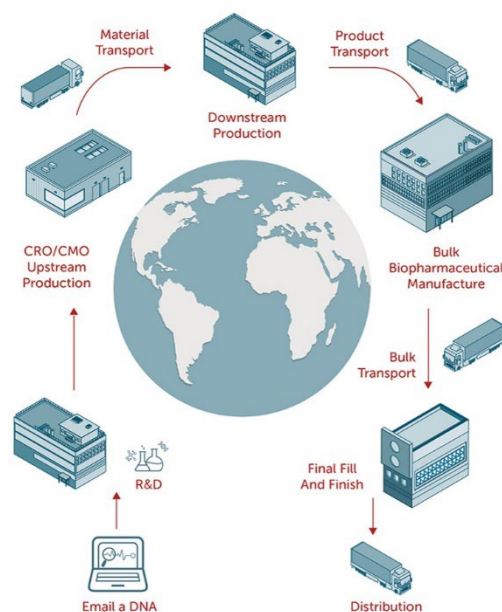 Material
Transport
Product
Transport
Downstream
Production
CRO/CMO
Upstream
Production
Bulk
Biopharmaceutical
Manufacture
Bulk
Transport
R&D
Final Fill
And Finish
Email a DNA
Distribution